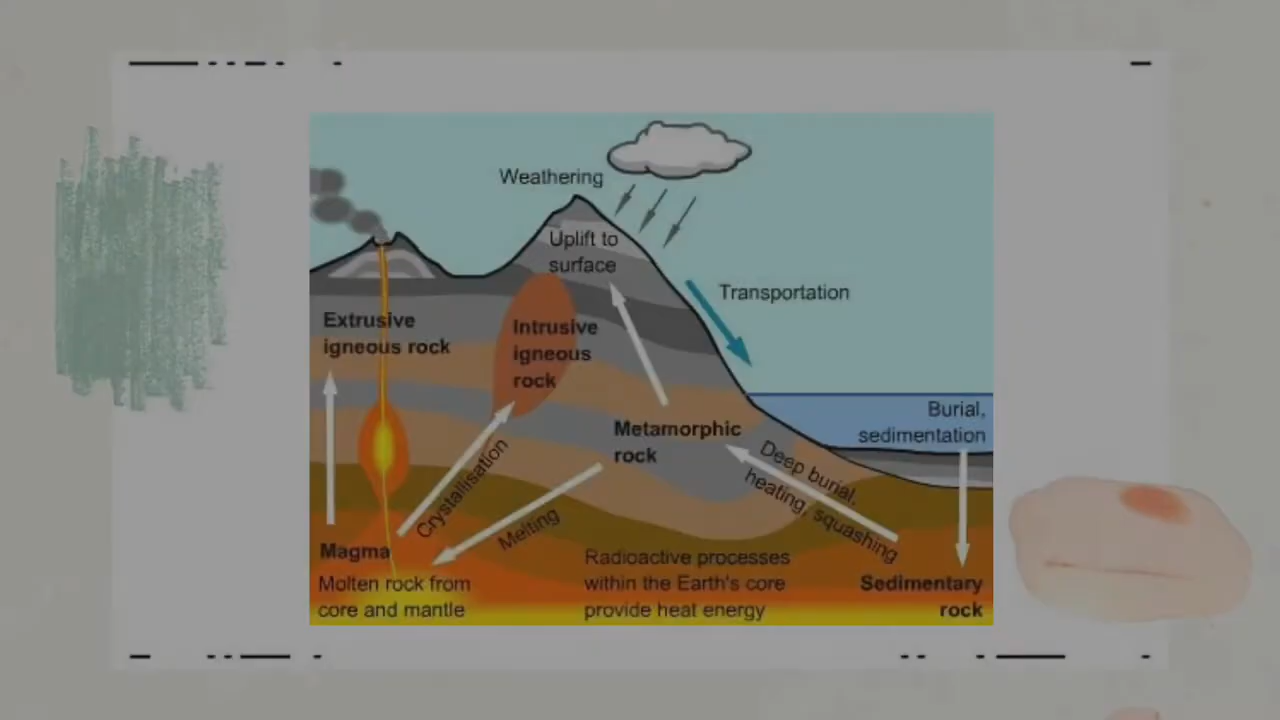 Weathering
Uplift to
surface
Transportation
Extrusive
igneous rock
Intrusive
igneous
rock
Burial,
sedimentation
Metamorphic
rock
Deep burial,
heating, squashing
Crystallisation
Melting
Magma
Molten rock from
core and mantle
Radioactive processes
within the Earth's core
provide heat energy
Sedimentary
rock